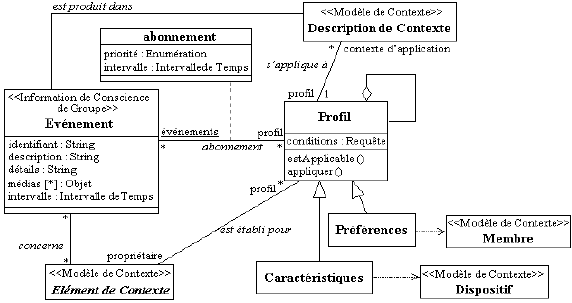 est produit dans
<<Modèle de Contexte>>
Description de Contexte
abonnement
priorité : Enumération
intervalle : Intervallede Temps
* contexte d'application
s'applique à
profil 1
<<Information de Conscience
de Groupe>>
Evénement
identifiant : String
description : String
détails : String
médias [*] : Objet
intervalle : Intervalle de Temps
événements
*
abonnement
profil
*
Profil
conditions : Requête
estApplicable ()
appliquer ()
profil *
est établi pour
*
concerne
*
propriétaire
<<Modèle de Contexte>>
Elément de Contexte
Préférences
<<Modèle de Contexte>>
Membre
Caractéristiques
<<Modèle de Contexte>>
Dispositif